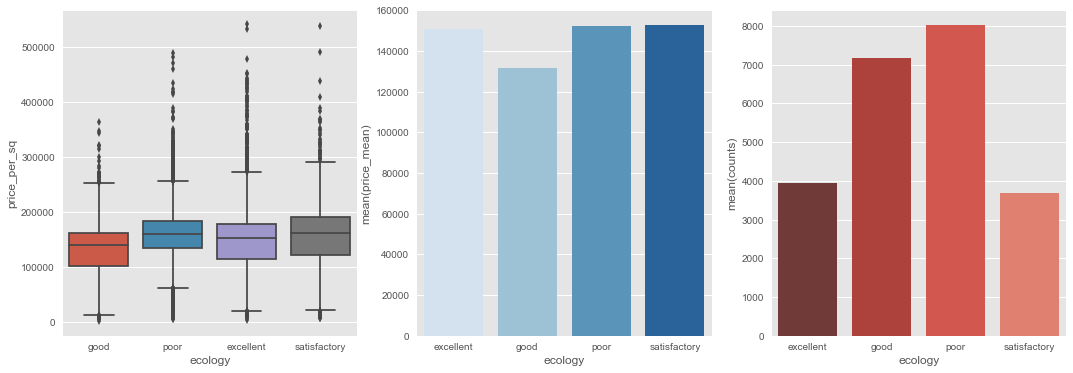 price_per_sq
500000
400000
300000
200000
100000
0
good poor excellent satisfactory
ecology
mean(price_mean)
160000
140000
120000
100000
80000
60000
40000
20000
0
excellent good poor satisfactory
ecology
mean(counts)
8000
7000
6000
5000
4000
3000
2000
1000
0
excellent good poor satisfactory
ecology